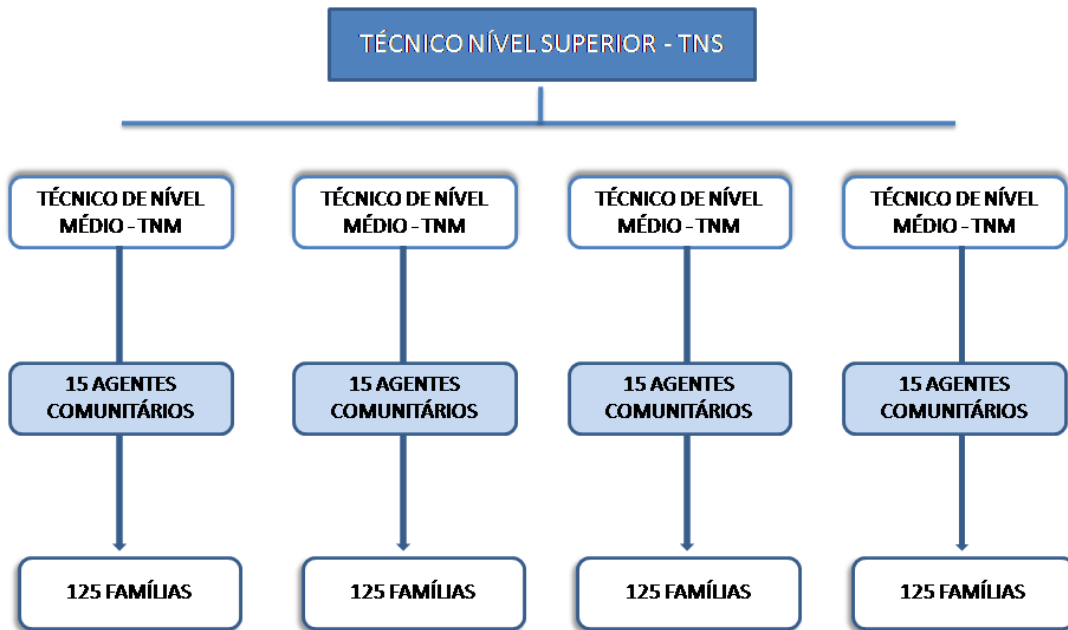 TÉCNICO NÍVEL SUPERIOR - TNS
TÉCNICO DE NÍVEL
MÉDIO - TNM
TÉCNICO DE NÍVEL
MÉDIO - TNM
TÉCNICO DE NÍVEL
MÉDIO - TNM
TÉCNICO DE NÍVEL
MÉDIO - TNM
15 AGENTES
COMUNITÁRIOS
15 AGENTES
COMUNITÁRIOS
15 AGENTES
COMUNITÁRIOS
15 AGENTES
COMUNITÁRIOS
125 FAMÍLIAS
125 FAMÍLIAS
125 FAMÍLIAS
125 FAMÍLIAS